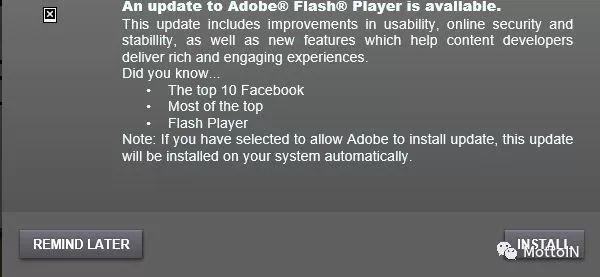 An update to Adobe® Flash® Player is available.
This update includes improvements in usability, online security and
stabillity, as well as new features which help content developers
deliver rich and engaging experiences.
Did you know...
• The top 10 Facebook
• Most of the top
• Flash Player
Note: If you have selected to allow Adobe to install update, this update
will be installed on your system automatically.
REMIND LATER
INSTALL
MottoIN